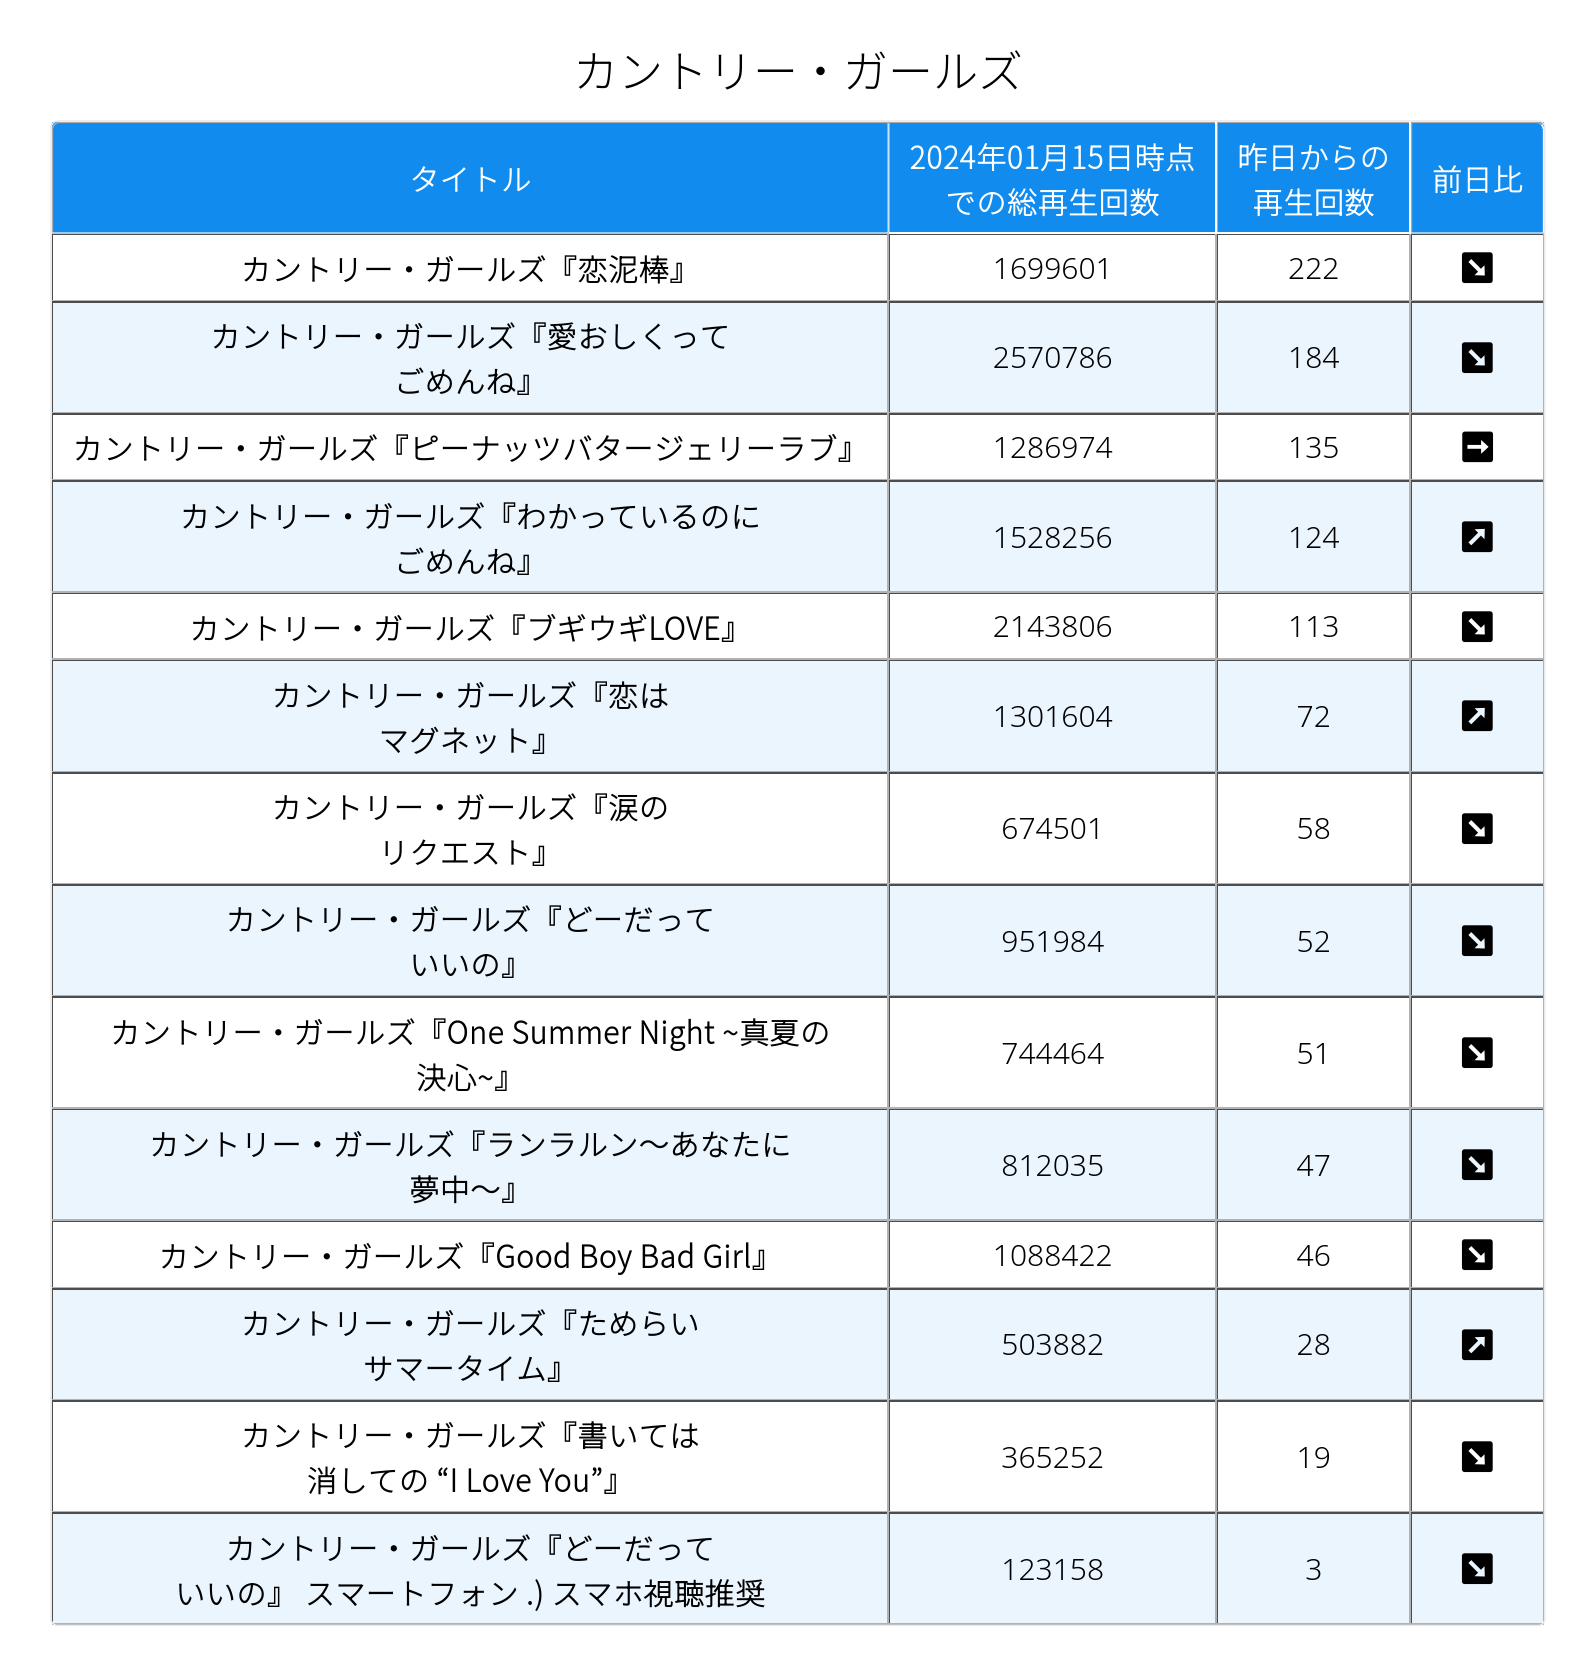 カントリー・ガールズ
タイトル
2024年01月15日時点
での総再生回数
昨日からの
再生回数
前日比
カントリー・ガールズ『恋泥棒』
1699601
222
カントリー・ガールズ『愛おしくって
ごめんね』
2570786
184
カントリー・ガールズ『ピーナッツバタージェリーラブ』
1286974
135
カントリー・ガールズ『わかっているのに
ごめんね』
1528256
124
カントリー・ガールズ『ブギウギLOVE』
2143806
113
カントリー・ガールズ『恋は
マグネット』
1301604
72
カントリー・ガールズ『涙の
リクエスト』
674501
58
カントリー・ガールズ『どーだって
いいの』
951984
52
カントリー・ガールズ『One Summer Night ~真夏の
決心~』
744464
51
カントリー・ガールズ『ランラルン～あなたに
夢中～』
812035
47
カントリー・ガールズ『Good Boy Bad Girl』
1088422
46
カントリー・ガールズ『ためらい
サマータイム』
503882
28
カントリー・ガールズ『書いては
消しての “I Love You”』
365252
19
カントリー・ガールズ『どーだって
いいの』 スマートフォン .) スマホ視聴推奨
123158
3